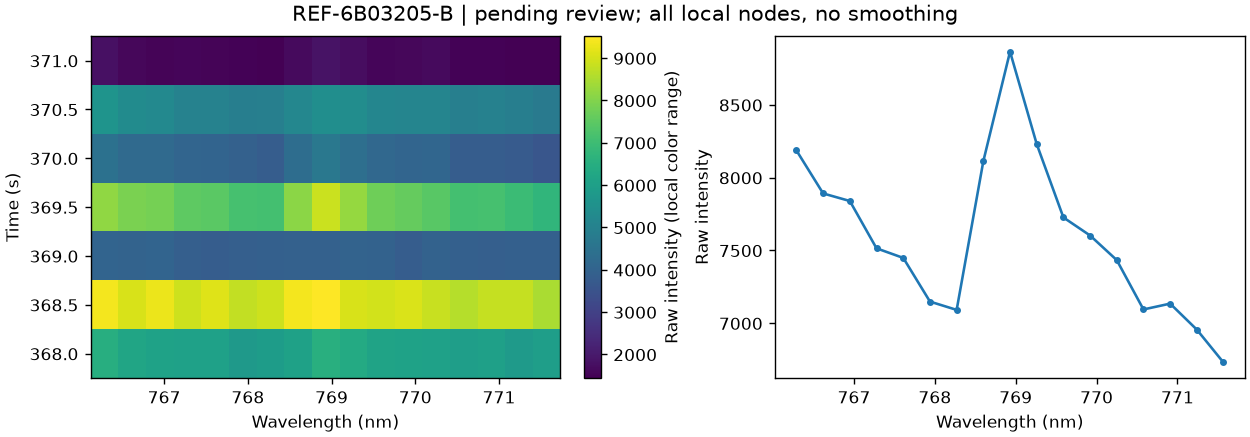 REF-6B03205-B | pending review; all local nodes, no smoothing
Time (s)
371.0
370.5
370.0
369.5
369.0
368.5
368.0
767 768 769 770 771
Wavelength (nm)
9000
8000
7000
6000
5000
4000
3000
2000
Raw intensity (local color range)
Raw intensity
8500
8000
7500
7000
767 768 769 770 771
Wavelength (nm)